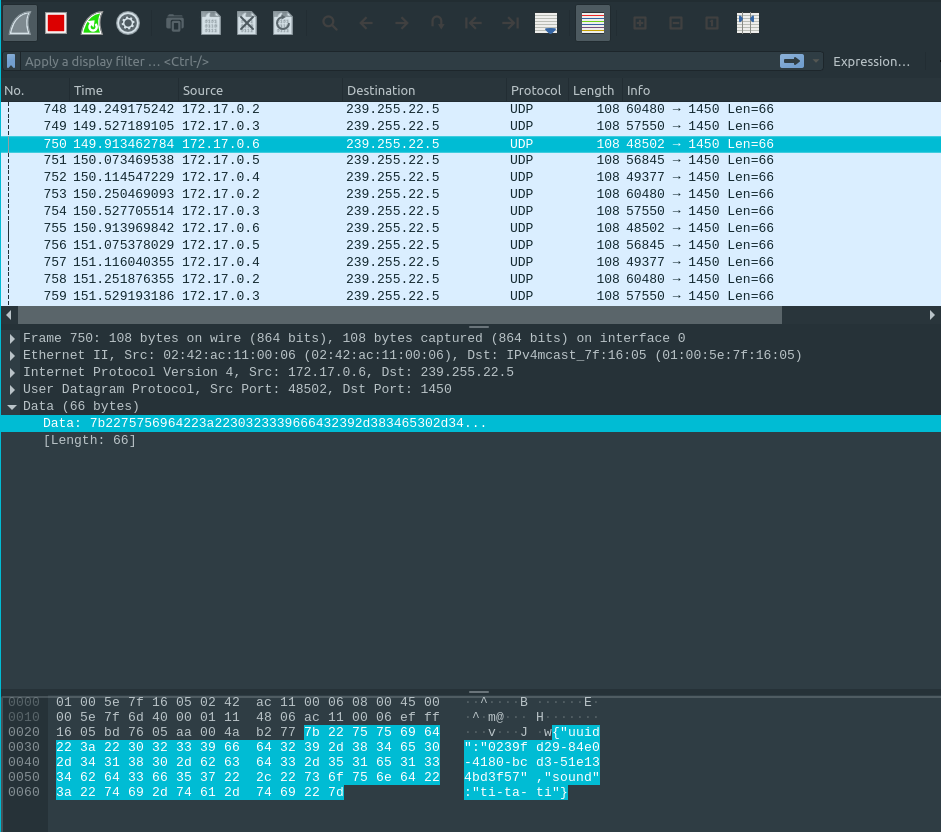 Apply a display filter … <Ctrl-/> Expression…
No. Time Source Destination Protocol Length Info
748 149.249175242 172.17.0.2 239.255.22.5 UDP 108 60480 → 1450 Len=66
749 149.527189105 172.17.0.3 239.255.22.5 UDP 108 57550 → 1450 Len=66
750 149.913462784 172.17.0.6 239.255.22.5 UDP 108 48502 → 1450 Len=66
751 150.073469538 172.17.0.5 239.255.22.5 UDP 108 56845 → 1450 Len=66
752 150.114547229 172.17.0.4 239.255.22.5 UDP 108 49377 → 1450 Len=66
753 150.250469093 172.17.0.2 239.255.22.5 UDP 108 60480 → 1450 Len=66
754 150.527705514 172.17.0.3 239.255.22.5 UDP 108 57550 → 1450 Len=66
755 150.913969842 172.17.0.6 239.255.22.5 UDP 108 48502 → 1450 Len=66
756 151.075378029 172.17.0.5 239.255.22.5 UDP 108 56845 → 1450 Len=66
757 151.116040355 172.17.0.4 239.255.22.5 UDP 108 49377 → 1450 Len=66
758 151.251876355 172.17.0.2 239.255.22.5 UDP 108 60480 → 1450 Len=66
759 151.529193186 172.17.0.3 239.255.22.5 UDP 108 57550 → 1450 Len=66
Frame 750: 108 bytes on wire (864 bits), 108 bytes captured (864 bits) on interface 0
Ethernet II, Src: 02:42:ac:11:00:06 (02:42:ac:11:00:06), Dst: IPv4mcast_7f:16:05 (01:00:5e:7f:16:05)
Internet Protocol Version 4, Src: 172.17.0.6, Dst: 239.255.22.5
User Datagram Protocol, Src Port: 48502, Dst Port: 1450
Data (66 bytes)
Data: 7b2275756964223a2230323339666432392d383465302d34...
[Length: 66]
0000 01 00 5e 7f 16 05 02 42 ac 11 00 06 08 00 45 00 ··^····B ······E·
0010 00 5e 7f 6d 40 00 01 11 48 06 ac 11 00 06 ef ff ·^·m@··· H·······
0020 16 05 bd 76 05 aa 00 4a b2 77 7b 22 75 75 69 64 ···v···J ·w{"uuid
0030 22 3a 22 30 32 33 39 66 64 32 39 2d 38 34 65 30 ":"0239f d29-84e0
0040 2d 34 31 38 30 2d 62 63 64 33 2d 35 31 65 31 33 -4180-bc d3-51e13
0050 34 62 64 33 66 35 37 22 2c 22 73 6f 75 6e 64 22 4bd3f57" ,"sound"
0060 3a 22 74 69 2d 74 61 2d 74 69 22 7d :"ti-ta- ti"}